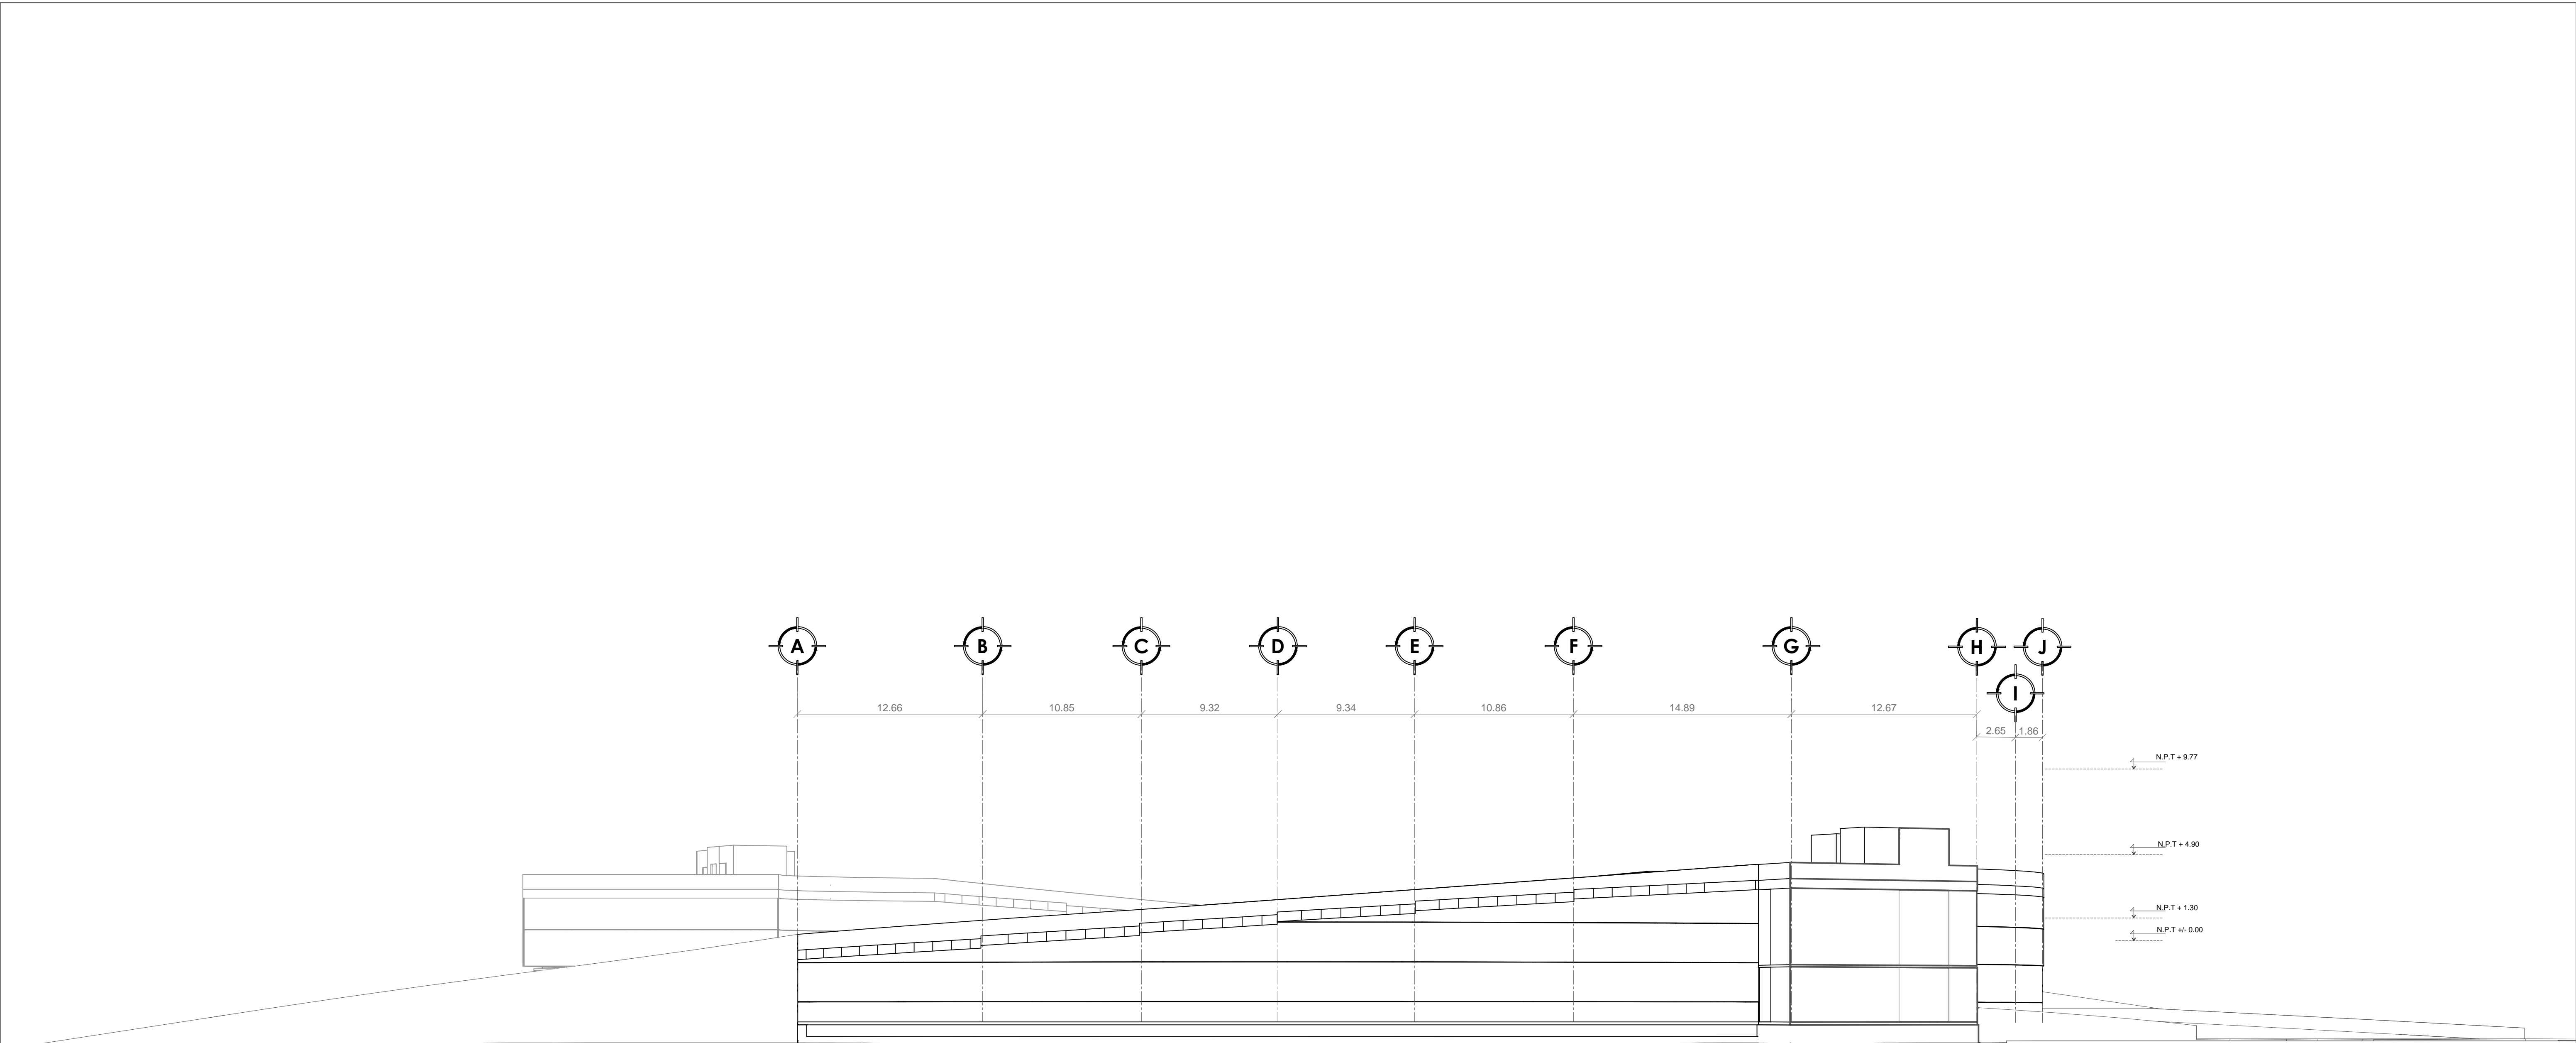 A B C D E F G H J
I
12.66 10.85 9.32 9.34 10.86 14.89 12.67
2.65 1.86
N.P.T + 9.77
N.P.T + 4.90
N.P.T + 1.30
N.P.T +/- 0.00